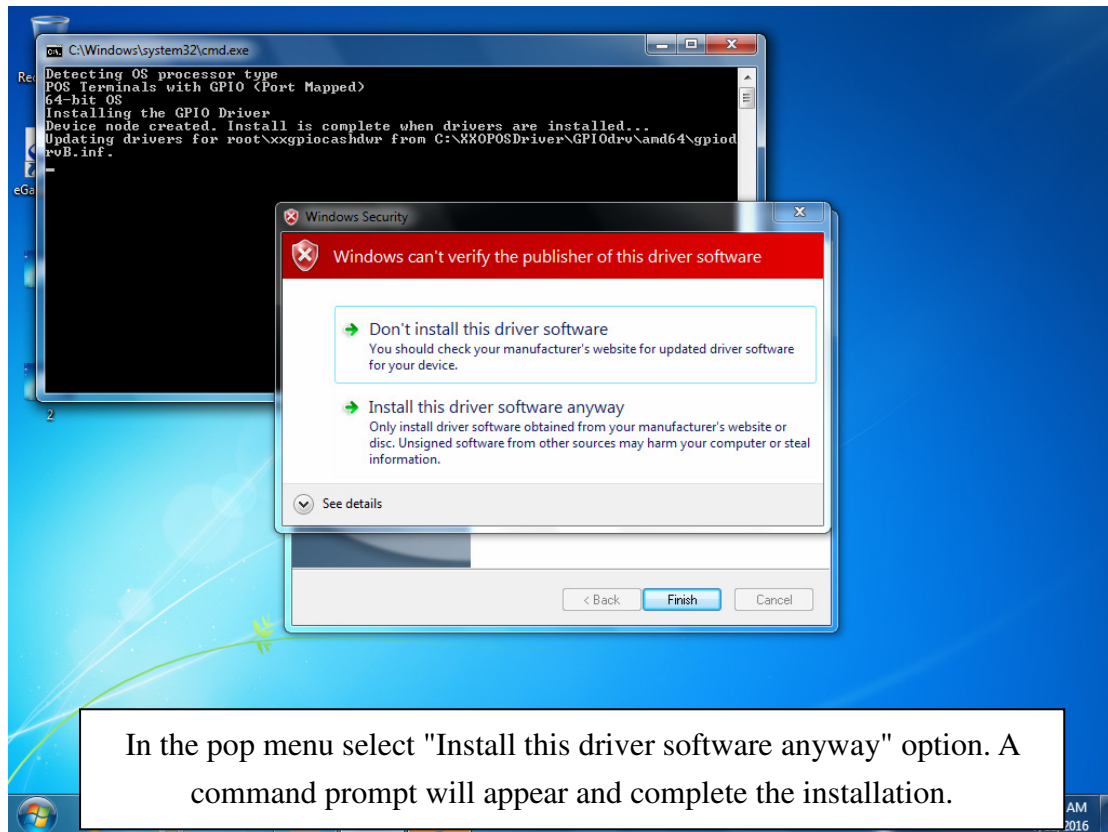 C:\Windows\system32\cmd.exe
Detecting OS processor type
POS Terminals with GPIO (Port Mapped)
64-bit OS
Installing the GPIO Driver
Device node created. Install is complete when drivers are installed...
Updating drivers for root\xxgpiocashdwr from C:\XXOPOSDriver\GPIOdrv\amd64\gpiod
rvB.inf.
Rec
eGa
2
Windows Security
Windows can't verify the publisher of this driver software
Don't install this driver software
You should check your manufacturer's website for updated driver software
for your device.
Install this driver software anyway
Only install driver software obtained from your manufacturer's website or
disc. Unsigned software from other sources may harm your computer or steal
information.
See details
< Back Finish Cancel
In the pop menu select "Install this driver software anyway" option. A
command prompt will appear and complete the installation.
AM
2016